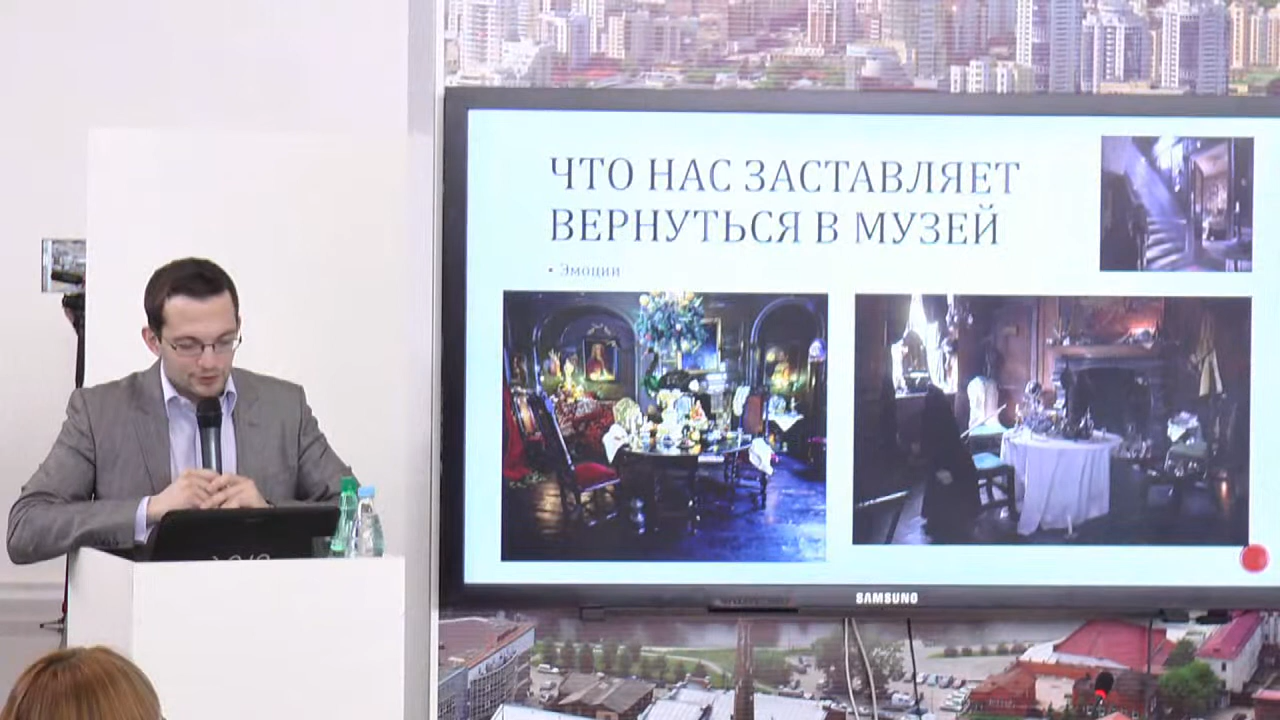 ЧТО НАС ЗАСТАВЛЯЕТ
ВЕРНУТЬСЯ В МУЗЕЙ
• Эмоции
SAMSUNG